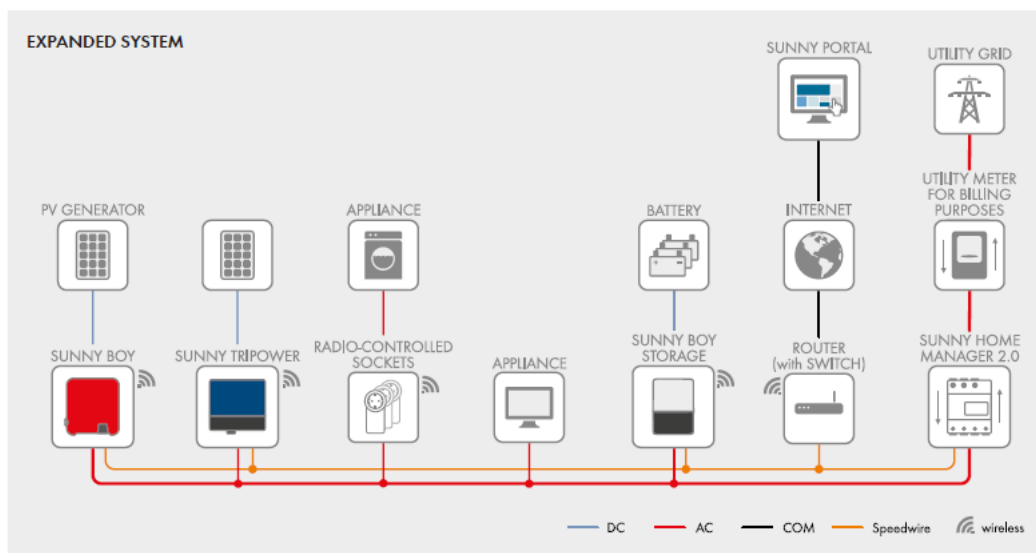 EXPANDED SYSTEM
SUNNY PORTAL
UTILITY GRID
UTILITY METER
FOR BILLING
PURPOSES
PV GENERATOR
APPLIANCE
BATTERY
INTERNET
SUNNY BOY
SUNNY TRIPOWER
RADIO-CONTROLLED
SOCKETS
APPLIANCE
SUNNY BOY
STORAGE
ROUTER
(with SWITCH)
SUNNY HOME
MANAGER 2.0
DC
AC
COM
Speedwire
wireless